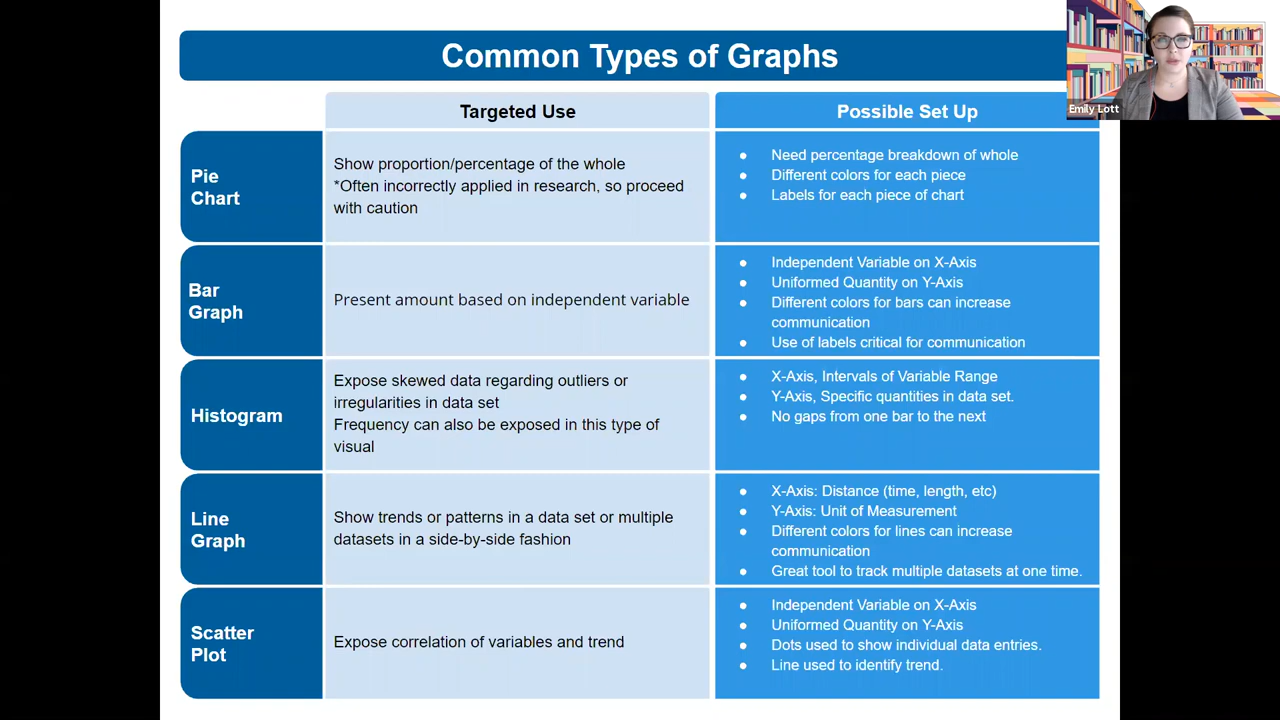 Common Types of Graphs
Emily Lott
Targeted Use
Possible Set Up
Pie
Chart
Show proportion/percentage of the whole
*Often incorrectly applied in research, so proceed
with caution
● Need percentage breakdown of whole
● Different colors for each piece
● Labels for each piece of chart
Bar
Graph
Present amount based on independent variable
● Independent Variable on X-Axis
● Uniformed Quantity on Y-Axis
● Different colors for bars can increase
communication
● Use of labels critical for communication
Histogram
Expose skewed data regarding outliers or
irregularities in data set
Frequency can also be exposed in this type of
visual
● X-Axis, Intervals of Variable Range
● Y-Axis, Specific quantities in data set.
● No gaps from one bar to the next
Line
Graph
Show trends or patterns in a data set or multiple
datasets in a side-by-side fashion
● X-Axis: Distance (time, length, etc)
● Y-Axis: Unit of Measurement
● Different colors for lines can increase
communication
● Great tool to track multiple datasets at one time.
Scatter
Plot
Expose correlation of variables and trend
● Independent Variable on X-Axis
● Uniformed Quantity on Y-Axis
● Dots used to show individual data entries.
● Line used to identify trend.